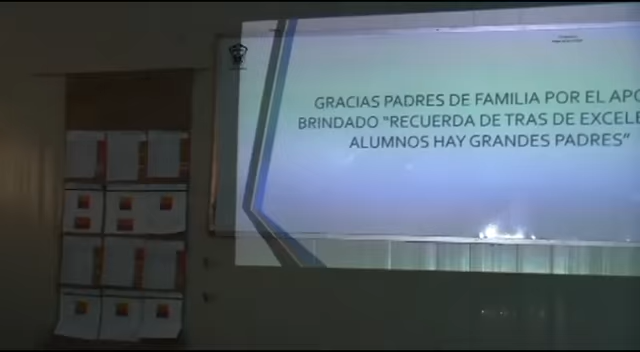 GRACIAS PADRES DE FAMILIA POR EL APO
BRINDADO "RECUERDA DE TRAS DE EXCELE
ALUMNOS HAY GRANDES PADRES"